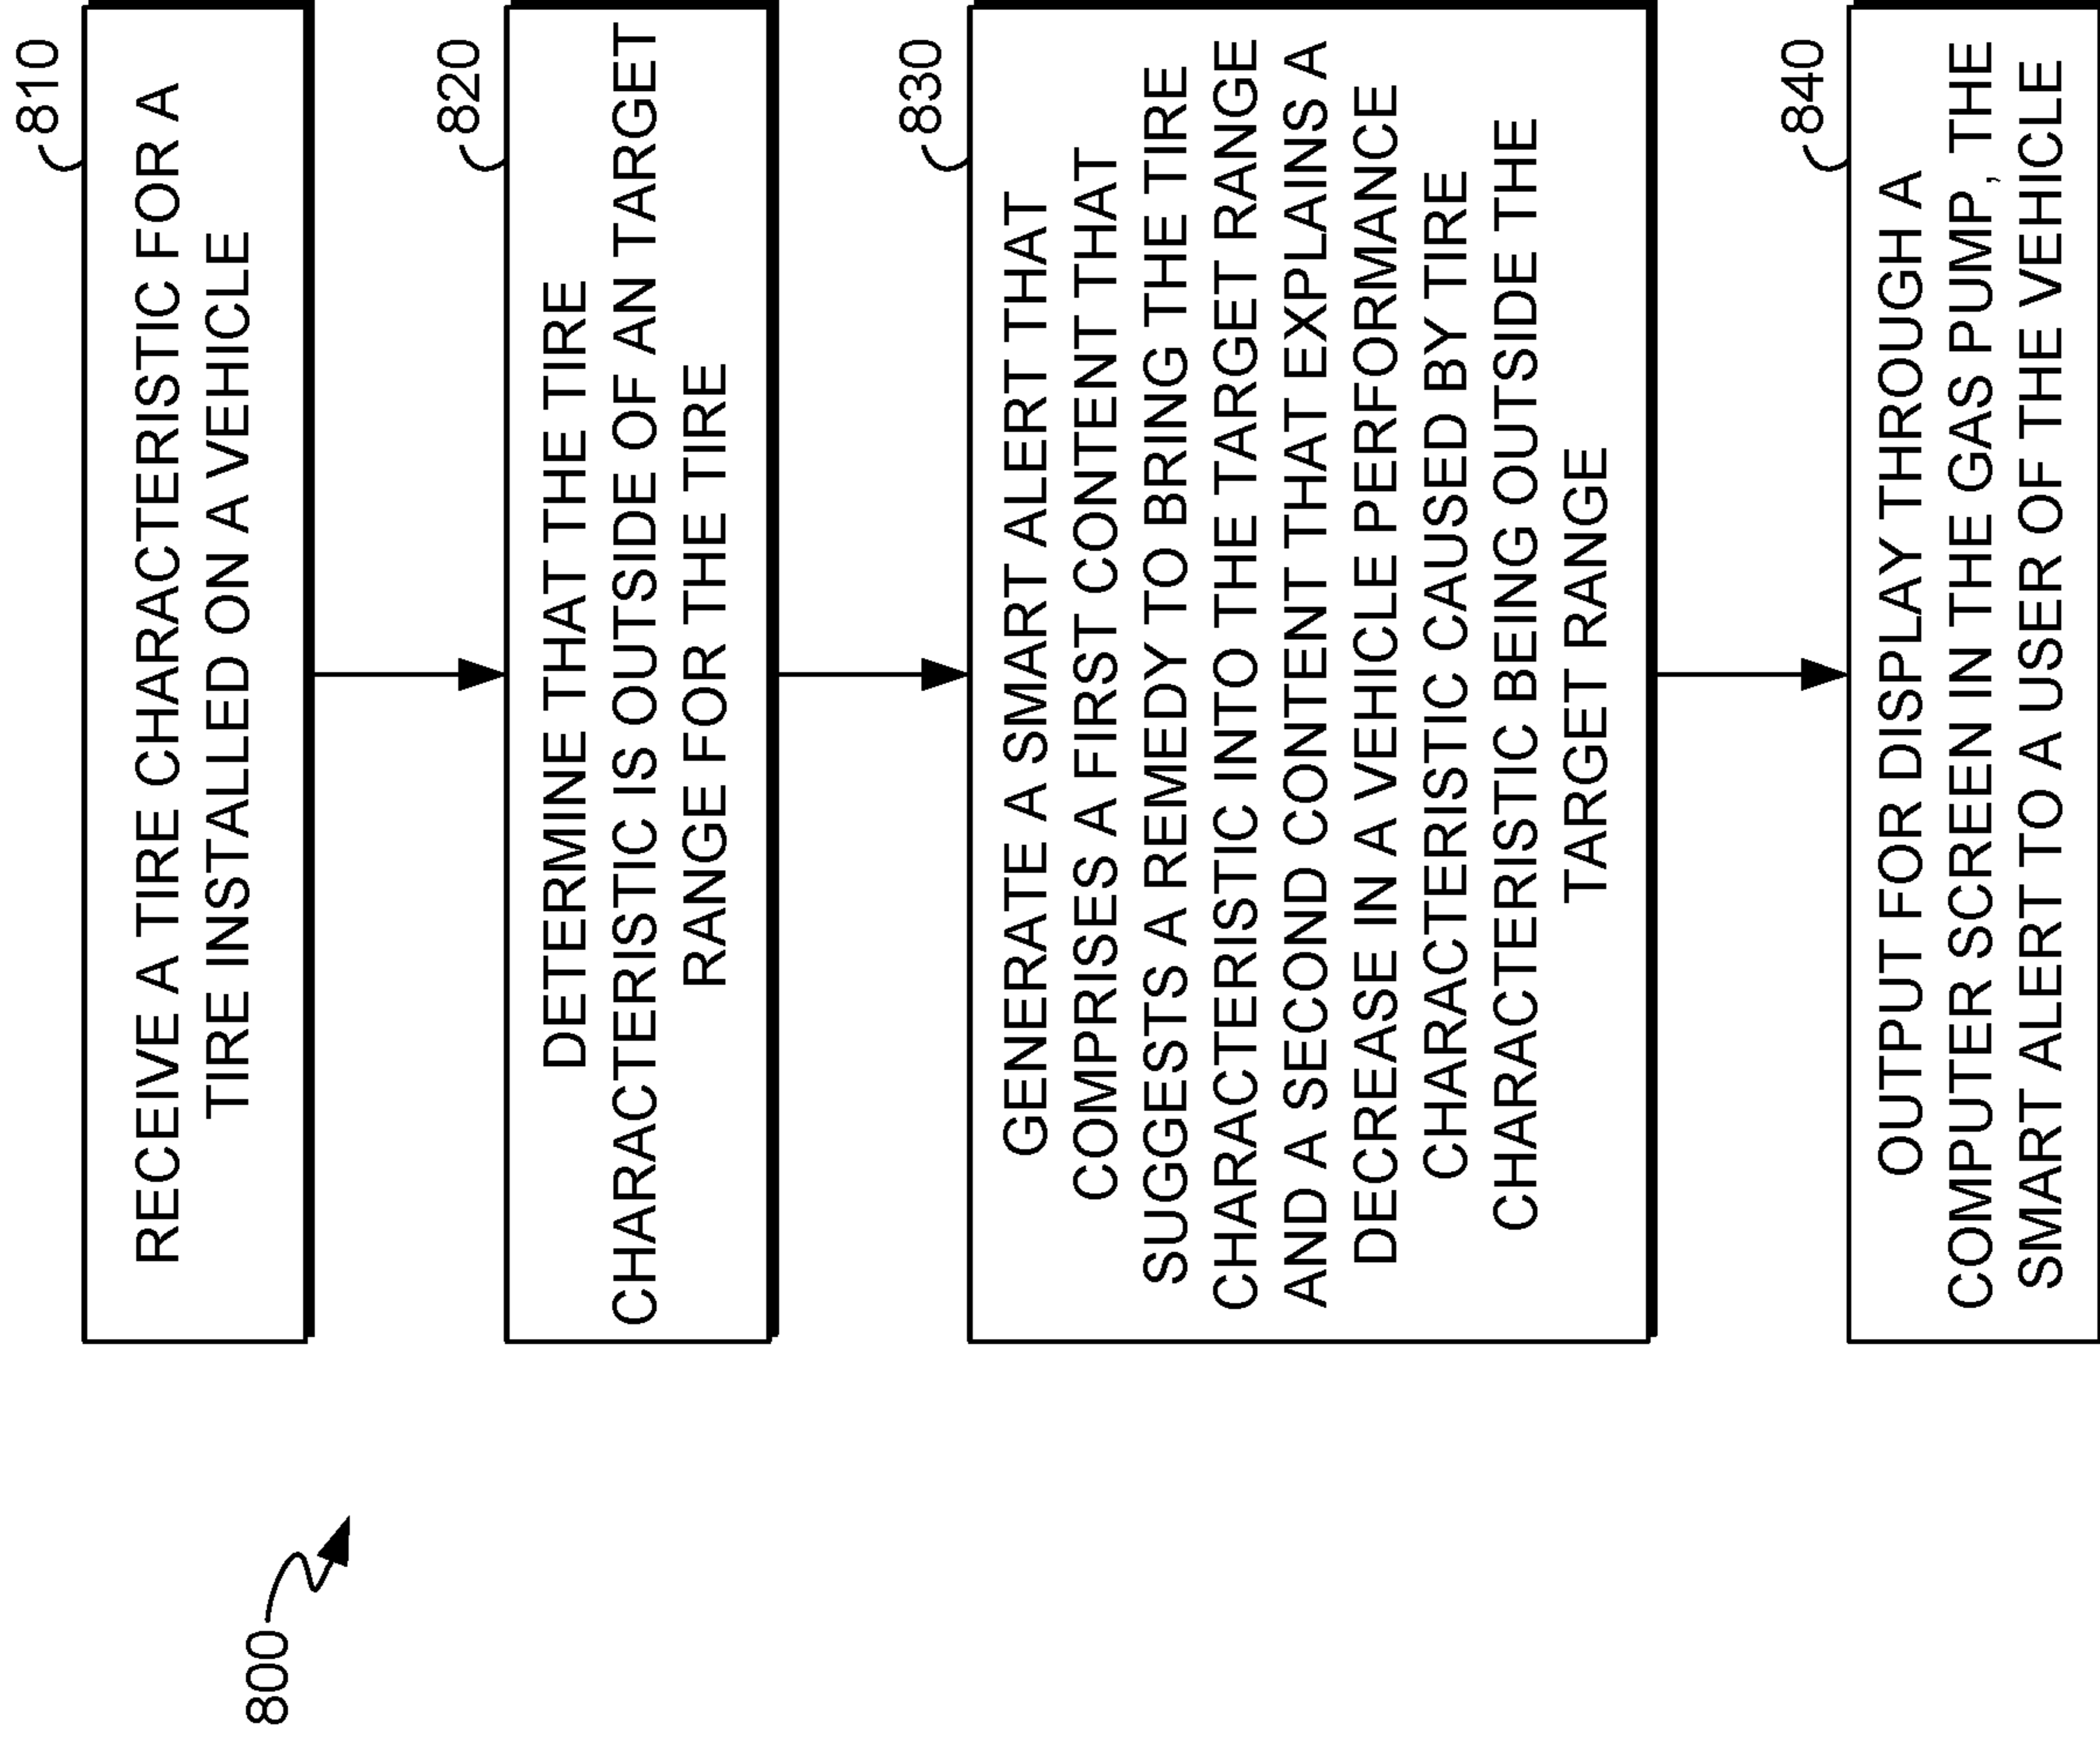 800
810
RECEIVE A TIRE CHARACTERISTIC FOR A
TIRE INSTALLED ON A VEHICLE
820
DETERMINE THAT THE TIRE
CHARACTERISTIC IS OUTSIDE OF AN TARGET
RANGE FOR THE TIRE
830
GENERATE A SMART ALERT THAT
COMPRISES A FIRST CONTENT THAT
SUGGESTS A REMEDY TO BRING THE TIRE
CHARACTERISTIC INTO THE TARGET RANGE
AND A SECOND CONTENT THAT EXPLAINS A
DECREASE IN A VEHICLE PERFORMANCE
CHARACTERISTIC CAUSED BY TIRE
CHARACTERISTIC BEING OUTSIDE THE
TARGET RANGE
840
OUTPUT FOR DISPLAY THROUGH A
COMPUTER SCREEN IN THE GAS PUMP, THE
SMART ALERT TO A USER OF THE VEHICLE